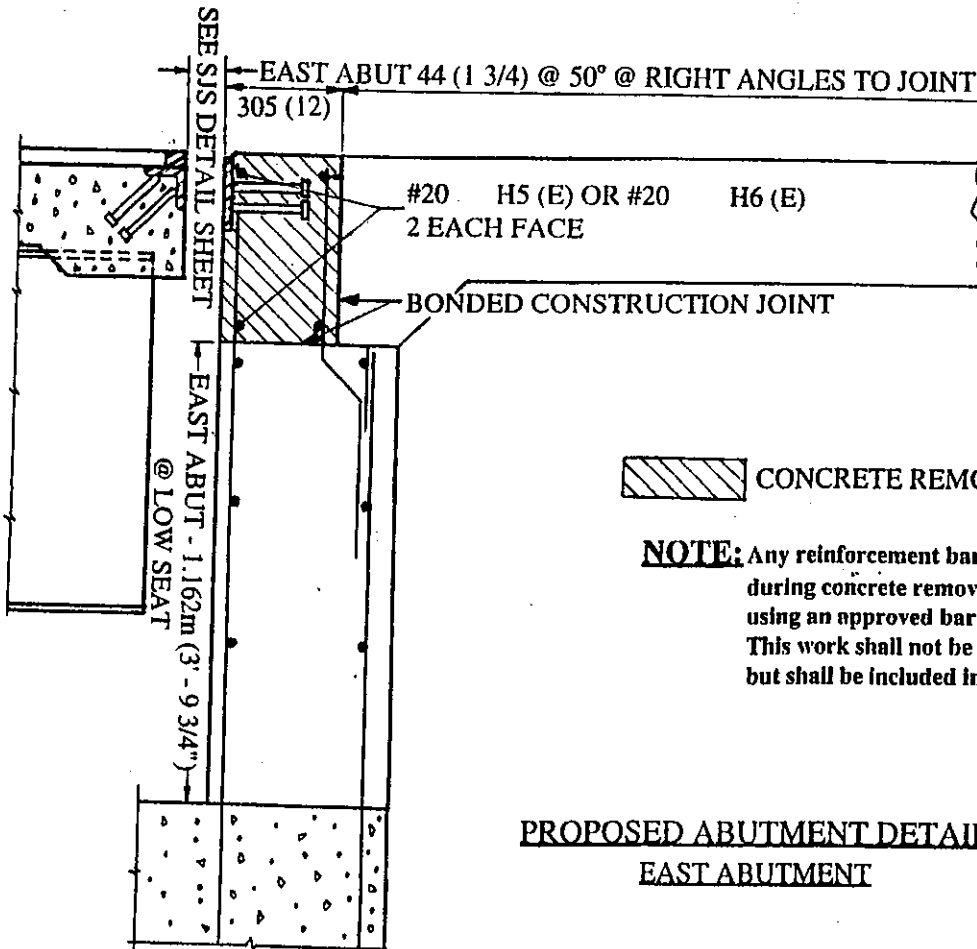 SEE SJS DETAIL SHEET
EAST ABUT 44 (1 3/4) @ 50° @ RIGHT ANGLES TO JOINT
305 (12)
#20 H5 (E) OR #20 H6 (E)
2 EACH FACE
BONDED CONSTRUCTION JOINT
EAST ABUT - 1.162m (3' - 9 3/4")
@ LOW SEAT
CONCRETE REMO
NOTE: Any reinforcement bar
during concrete remov
using an approved bar
This work shall not be
but shall be included in
PROPOSED ABUTMENT DETAIL
EAST ABUTMENT